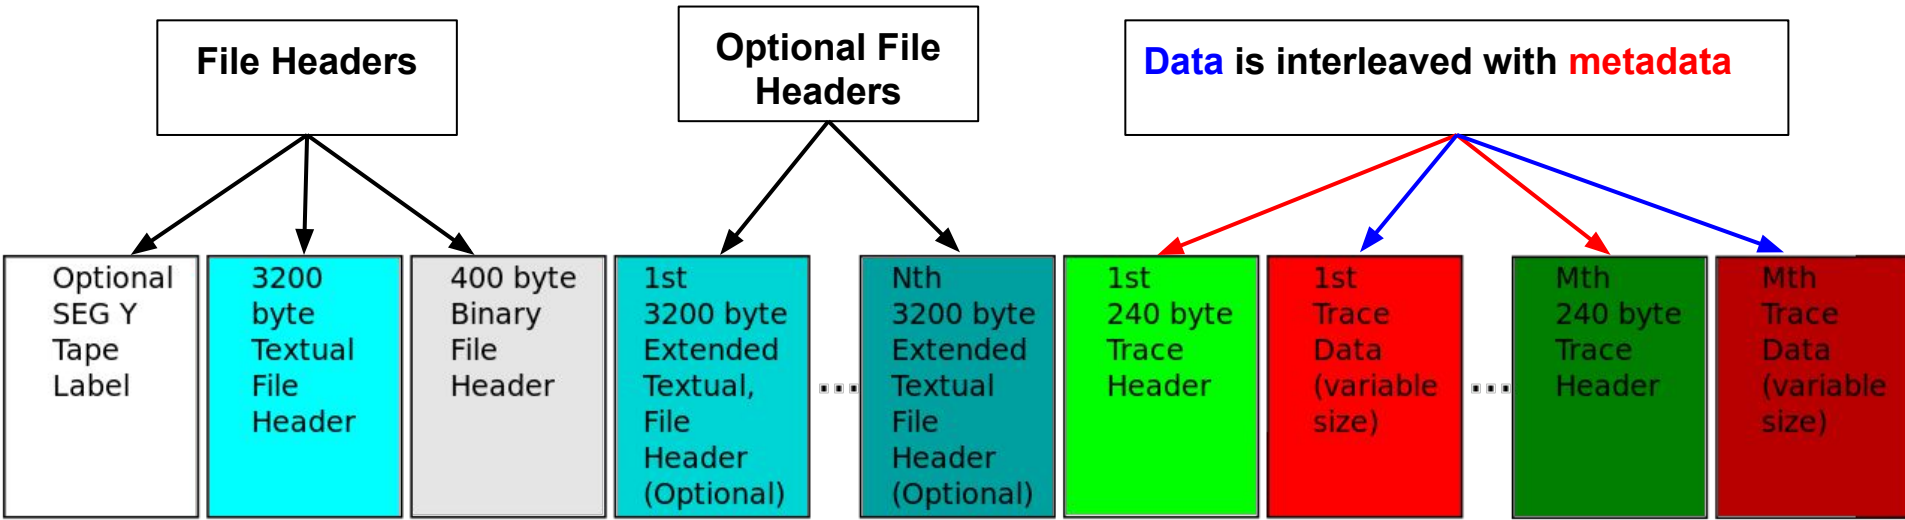 File Headers
Optional File
Headers
Data is interleaved with metadata
Optional
SEG Y
Tape
Label
3200
byte
Textual
File
Header
400 byte
Binary
File
Header
1st
3200 byte
Extended
Textual,
File
Header
(Optional)
...
Nth
3200 byte
Extended
Textual
File
Header
(Optional)
1st
240 byte
Trace
Header
1st
Trace
Data
(variable
size)
...
Mth
240 byte
Trace
Header
Mth
Trace
Data
(variable
size)